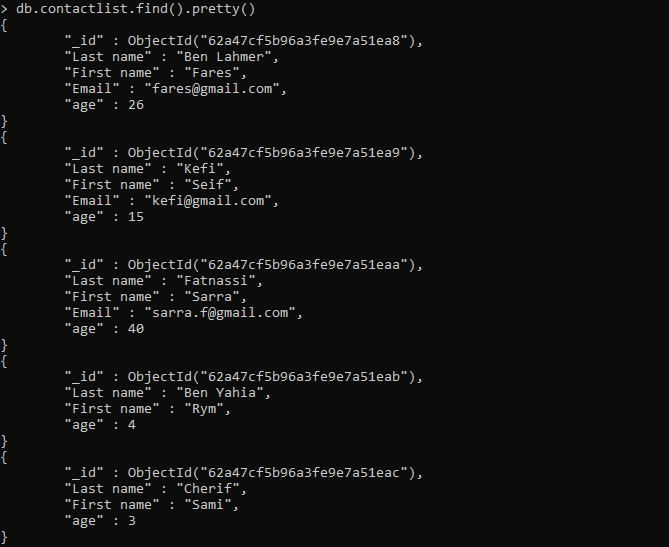 > db.contactlist.find().pretty()
{
"_id" : ObjectId("62a47cf5b96a3fe9e7a51ea8"),
"Last name" : "Ben Lahmer",
"First name" : "Fares",
"Email" : "fares@gmail.com",
"age" : 26
}
{
"_id" : ObjectId("62a47cf5b96a3fe9e7a51ea9"),
"Last name" : "Kefi",
"First name" : "Seif",
"Email" : "kefi@gmail.com",
"age" : 15
}
{
"_id" : ObjectId("62a47cf5b96a3fe9e7a51eaa"),
"Last name" : "Fatnassi",
"First name" : "Sarra",
"Email" : "sarra.f@gmail.com",
"age" : 40
}
{
"_id" : ObjectId("62a47cf5b96a3fe9e7a51eab"),
"Last name" : "Ben Yahia",
"First name" : "Rym",
"age" : 4
}
{
"_id" : ObjectId("62a47cf5b96a3fe9e7a51eac"),
"Last name" : "Cherif",
"First name" : "Sami",
"age" : 3
}